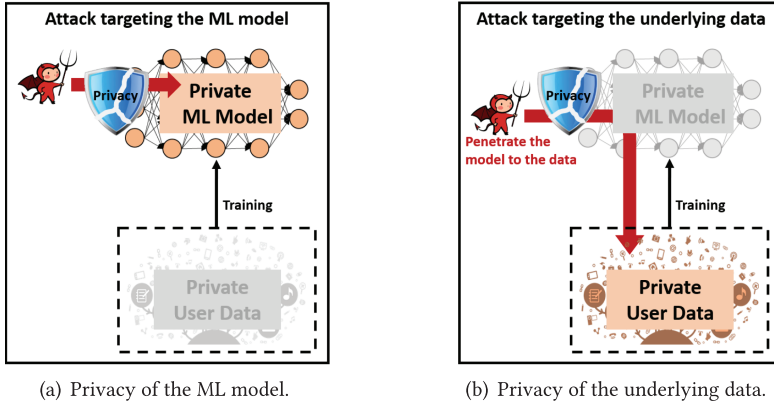 Attack targeting the ML model
Privacy
Private
ML Model
Training
Private
User Data
(a) Privacy of the ML model.
Attack targeting the underlying data
Privacy
Private
ML Model
Penetrate the
model to the data
Training
Private
User Data
(b) Privacy of the underlying data.